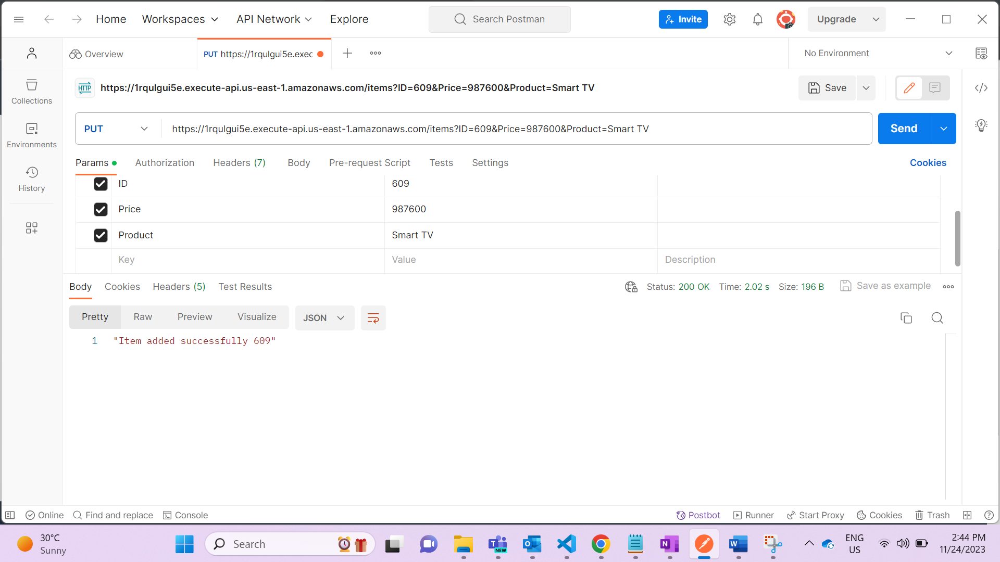 Home Workspaces API Network Explore Search Postman Invite Upgrade
Overview PUT https://1rqulgui5e.exec No Environment
HTTP https://1rqulgui5e.execute-api.us-east-1.amazonaws.com/items?ID=609&Price=987600&Product=Smart TV Save
PUT https://1rqulgui5e.execute-api.us-east-1.amazonaws.com/items?ID=609&Price=987600&Product=Smart TV Send
Collections
Environments
History
Params Authorization Headers (7) Body Pre-request Script Tests Settings Cookies
ID 609
Price 987600
Product Smart TV
Key Value Description
Body Cookies Headers (5) Test Results Status: 200 OK Time: 2.02 s Size: 196 B Save as example
Pretty Raw Preview Visualize JSON
1 "Item added successfully 609"
Online Find and replace Console Postbot Runner Start Proxy Cookies Trash
30°C
Sunny
Search
NEW
ENG
US
2:44 PM
11/24/2023